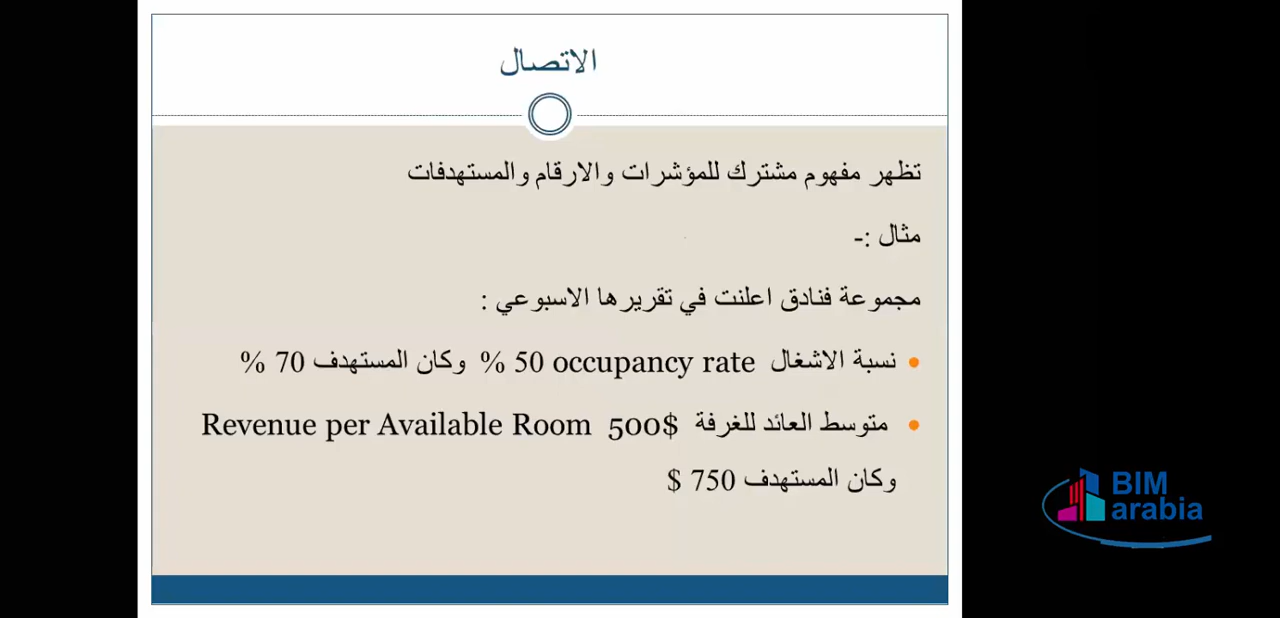 الاتصال
تظهر مفهوم مشترك للمؤشرات والارقام والمستهدفات
مثال :-
مجموعة فنادق اعلنت في تقريرها الاسبوعي :
نسبة الاشغال occupancy rate 50 % وكان المستهدف 70 %
متوسط العائد للغرفة 500$ Revenue per Available Room
وكان المستهدف 750 $
BIM
arabia